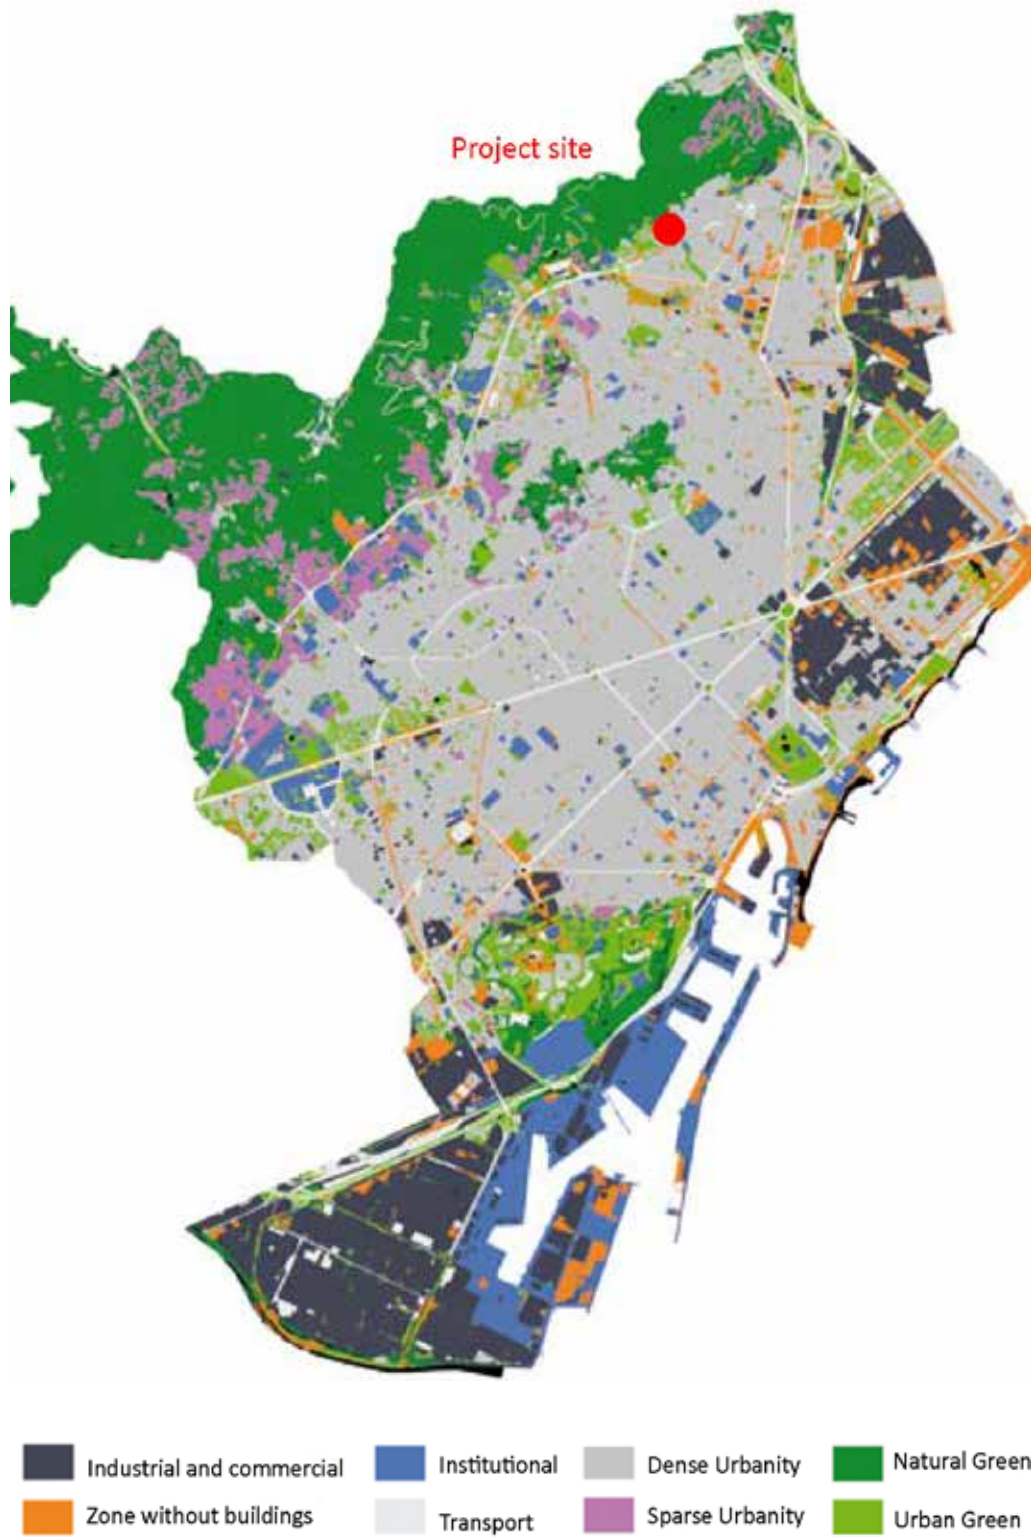 Project site
Industrial and commercial
Institutional
Dense Urbanity
Natural Green
Zone without buildings
Transport
Sparse Urbanity
Urban Green